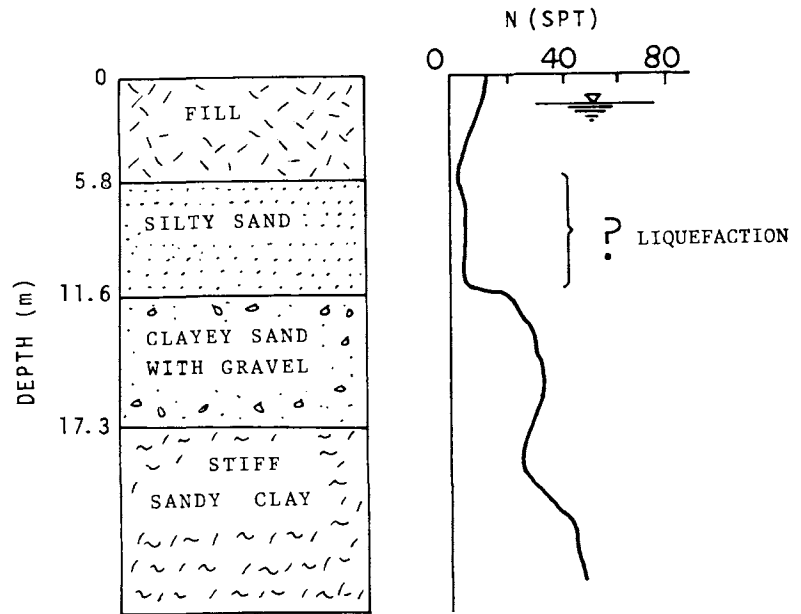 N (SPT)
0 40 80
0
FILL
5.8
SILTY SAND
? LIQUEFACTION
11.6
CLAYEY SAND
WITH GRAVEL
17.3
STIFF
SANDY CLAY
DEPTH (m)